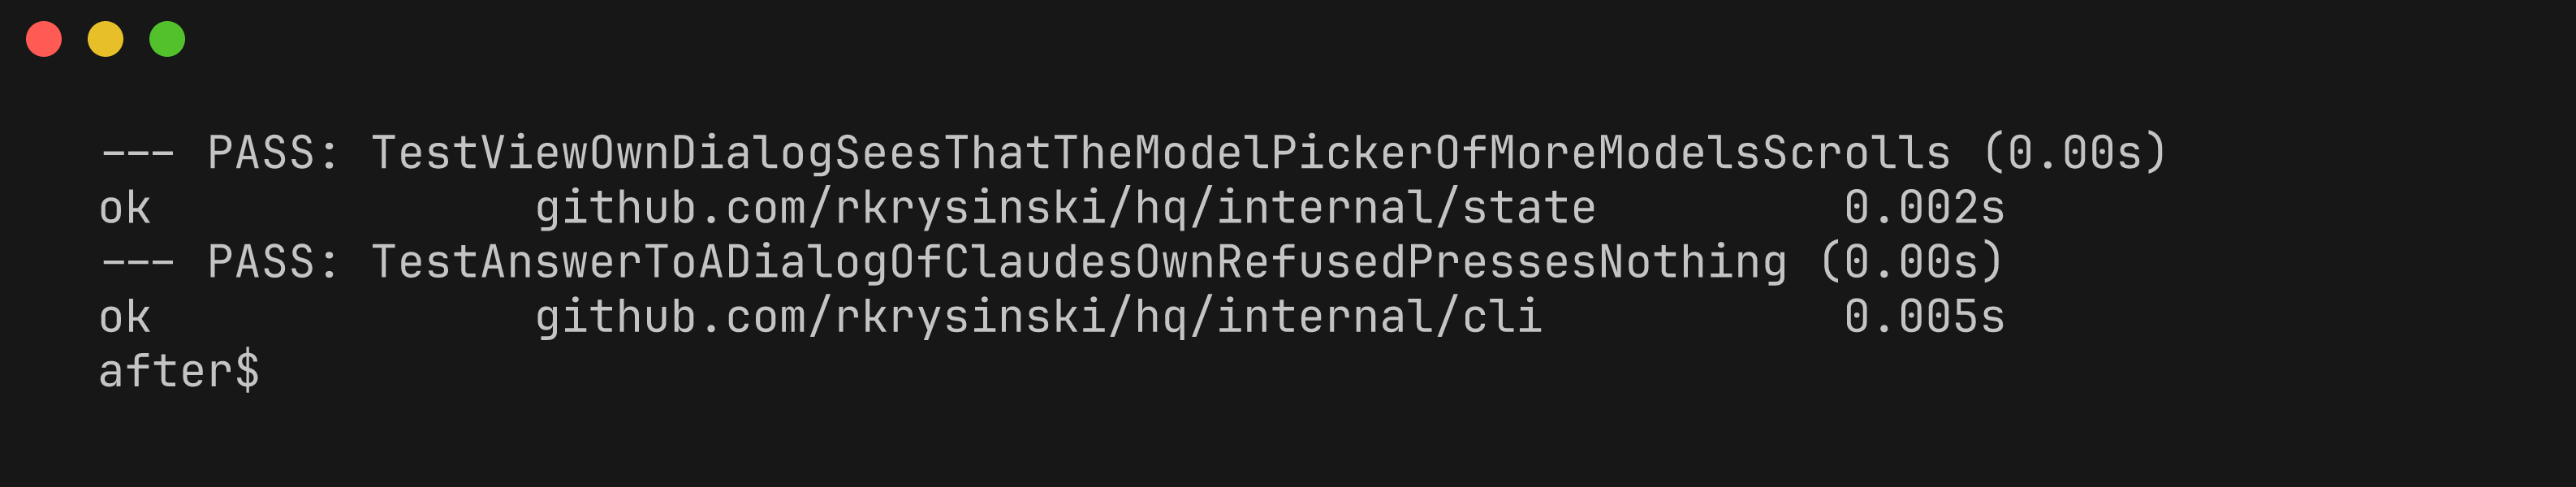 --- PASS: TestViewOwnDialogSeesThatTheModelPickerOfMoreModelsScrolls (0.00s)
ok              github.com/rkrysinski/hq/internal/state         0.002s
--- PASS: TestAnswerToADialogOfClaudesOwnRefusedPressesNothing (0.00s)
ok              github.com/rkrysinski/hq/internal/cli           0.005s
after$